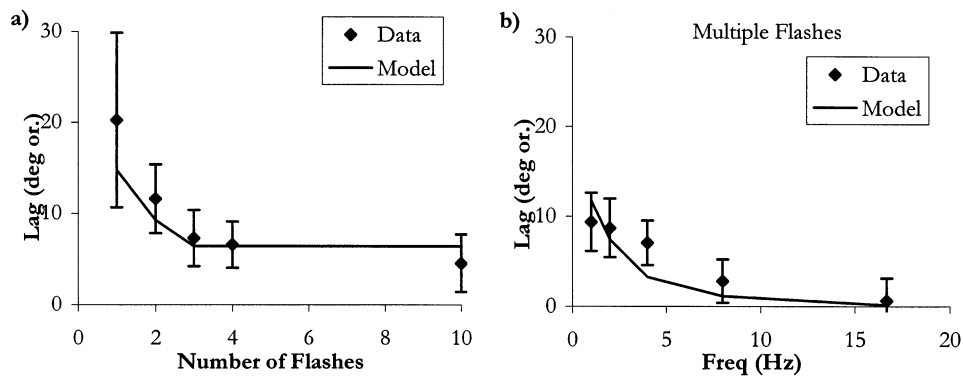 a)
30
20
10
0
Lag (deg or.)
Data
Model
0 2 4 6 8 10
Number of Flashes
b)
Multiple Flashes
30
20
10
0
Lag (deg or.)
Data
Model
0 5 10 15 20
Freq (Hz)